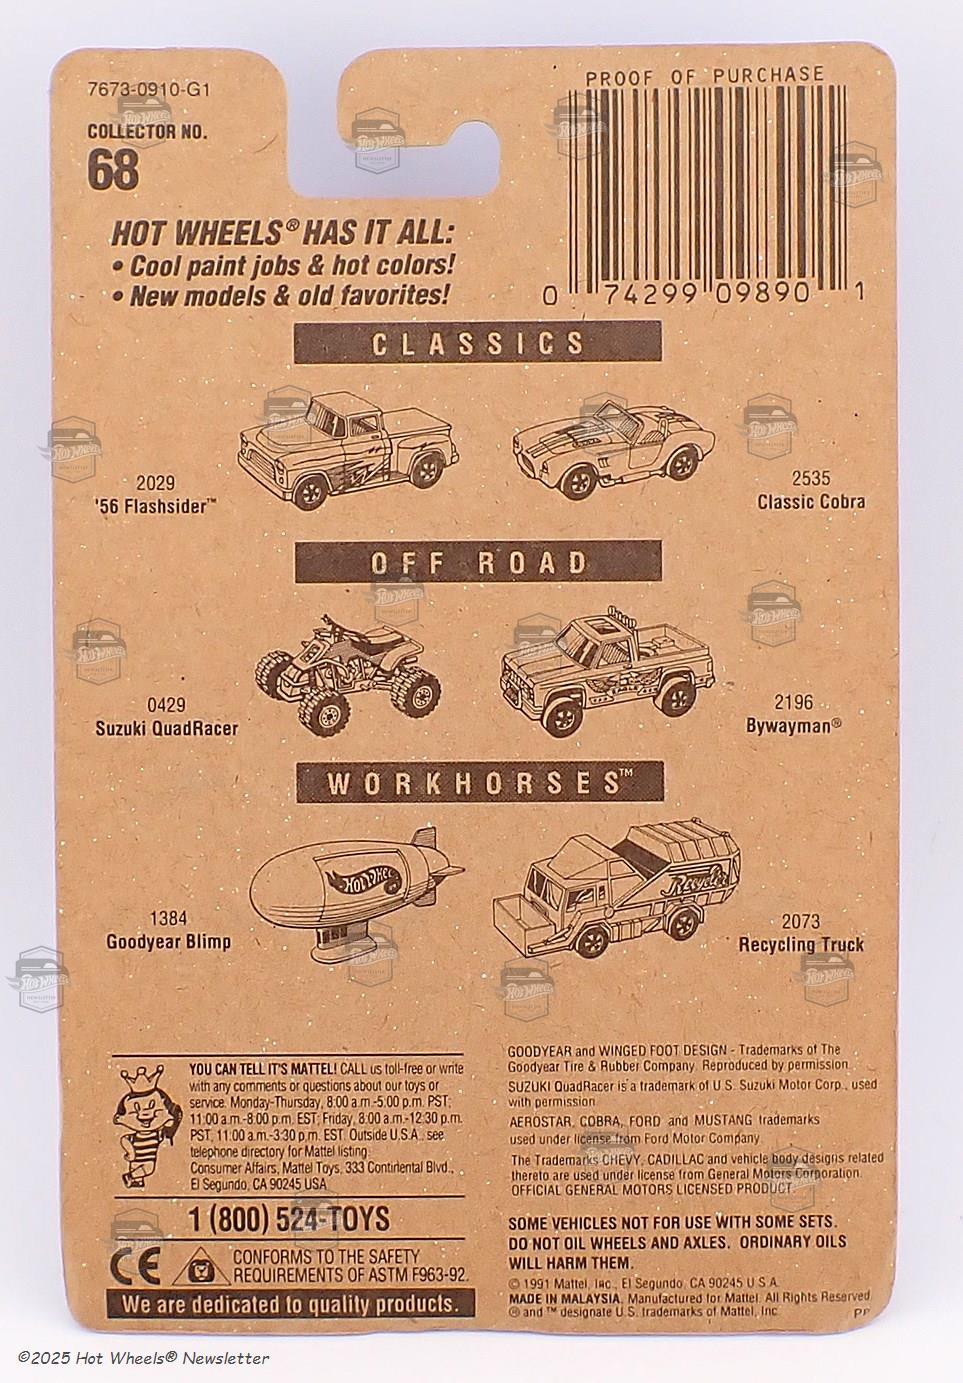 7673-0910-G1
COLLECTOR NO.
68
PROOF OF PURCHASE
0 74299 09890 1
HOT WHEELS® HAS IT ALL:
• Cool paint jobs & hot colors!
• New models & old favorites!
CLASSICS
2029
'56 Flashsider™
2535
Classic Cobra
OFF ROAD
0429
Suzuki QuadRacer
2196
Bywayman®
WORKHORSES™
HOT WHEELS
Recycler
1384
Goodyear Blimp
2073
Recycling Truck
YOU CAN TELL IT'S MATTEL! CALL us toll-free or write
with any comments or questions about our toys or
service. Monday-Thursday, 8:00 a.m.-5:00 p.m. PST;
11:00 a.m.-8:00 p.m. EST; Friday, 8:00 a.m.-12:30 p.m.
PST, 11:00 a.m.-3:30 p.m. EST. Outside U.S.A., see
telephone directory for Mattel listing.
Consumer Affairs, Mattel Toys, 333 Continental Blvd.,
El Segundo, CA 90245 USA
1 (800) 524-TOYS
CE
CONFORMS TO THE SAFETY
REQUIREMENTS OF ASTM F963-92.
We are dedicated to quality products.
GOODYEAR and WINGED FOOT DESIGN - Trademarks of The
Goodyear Tire & Rubber Company. Reproduced by permission.
SUZUKI QuadRacer is a trademark of U.S. Suzuki Motor Corp., used
with permission.
AEROSTAR, COBRA, FORD and MUSTANG trademarks
used under license from Ford Motor Company
The Trademarks CHEVY, CADILLAC and vehicle body designs related
thereto are used under license from General Motors Corporation.
OFFICIAL GENERAL MOTORS LICENSED PRODUCT.
SOME VEHICLES NOT FOR USE WITH SOME SETS.
DO NOT OIL WHEELS AND AXLES. ORDINARY OILS
WILL HARM THEM.
© 1991 Mattel, Inc., El Segundo, CA 90245 U.S.A.
MADE IN MALAYSIA. Manufactured for Mattel. All Rights Reserved.
® and ™ designate U.S. trademarks of Mattel, Inc.
PP
©2025 Hot Wheels® Newsletter